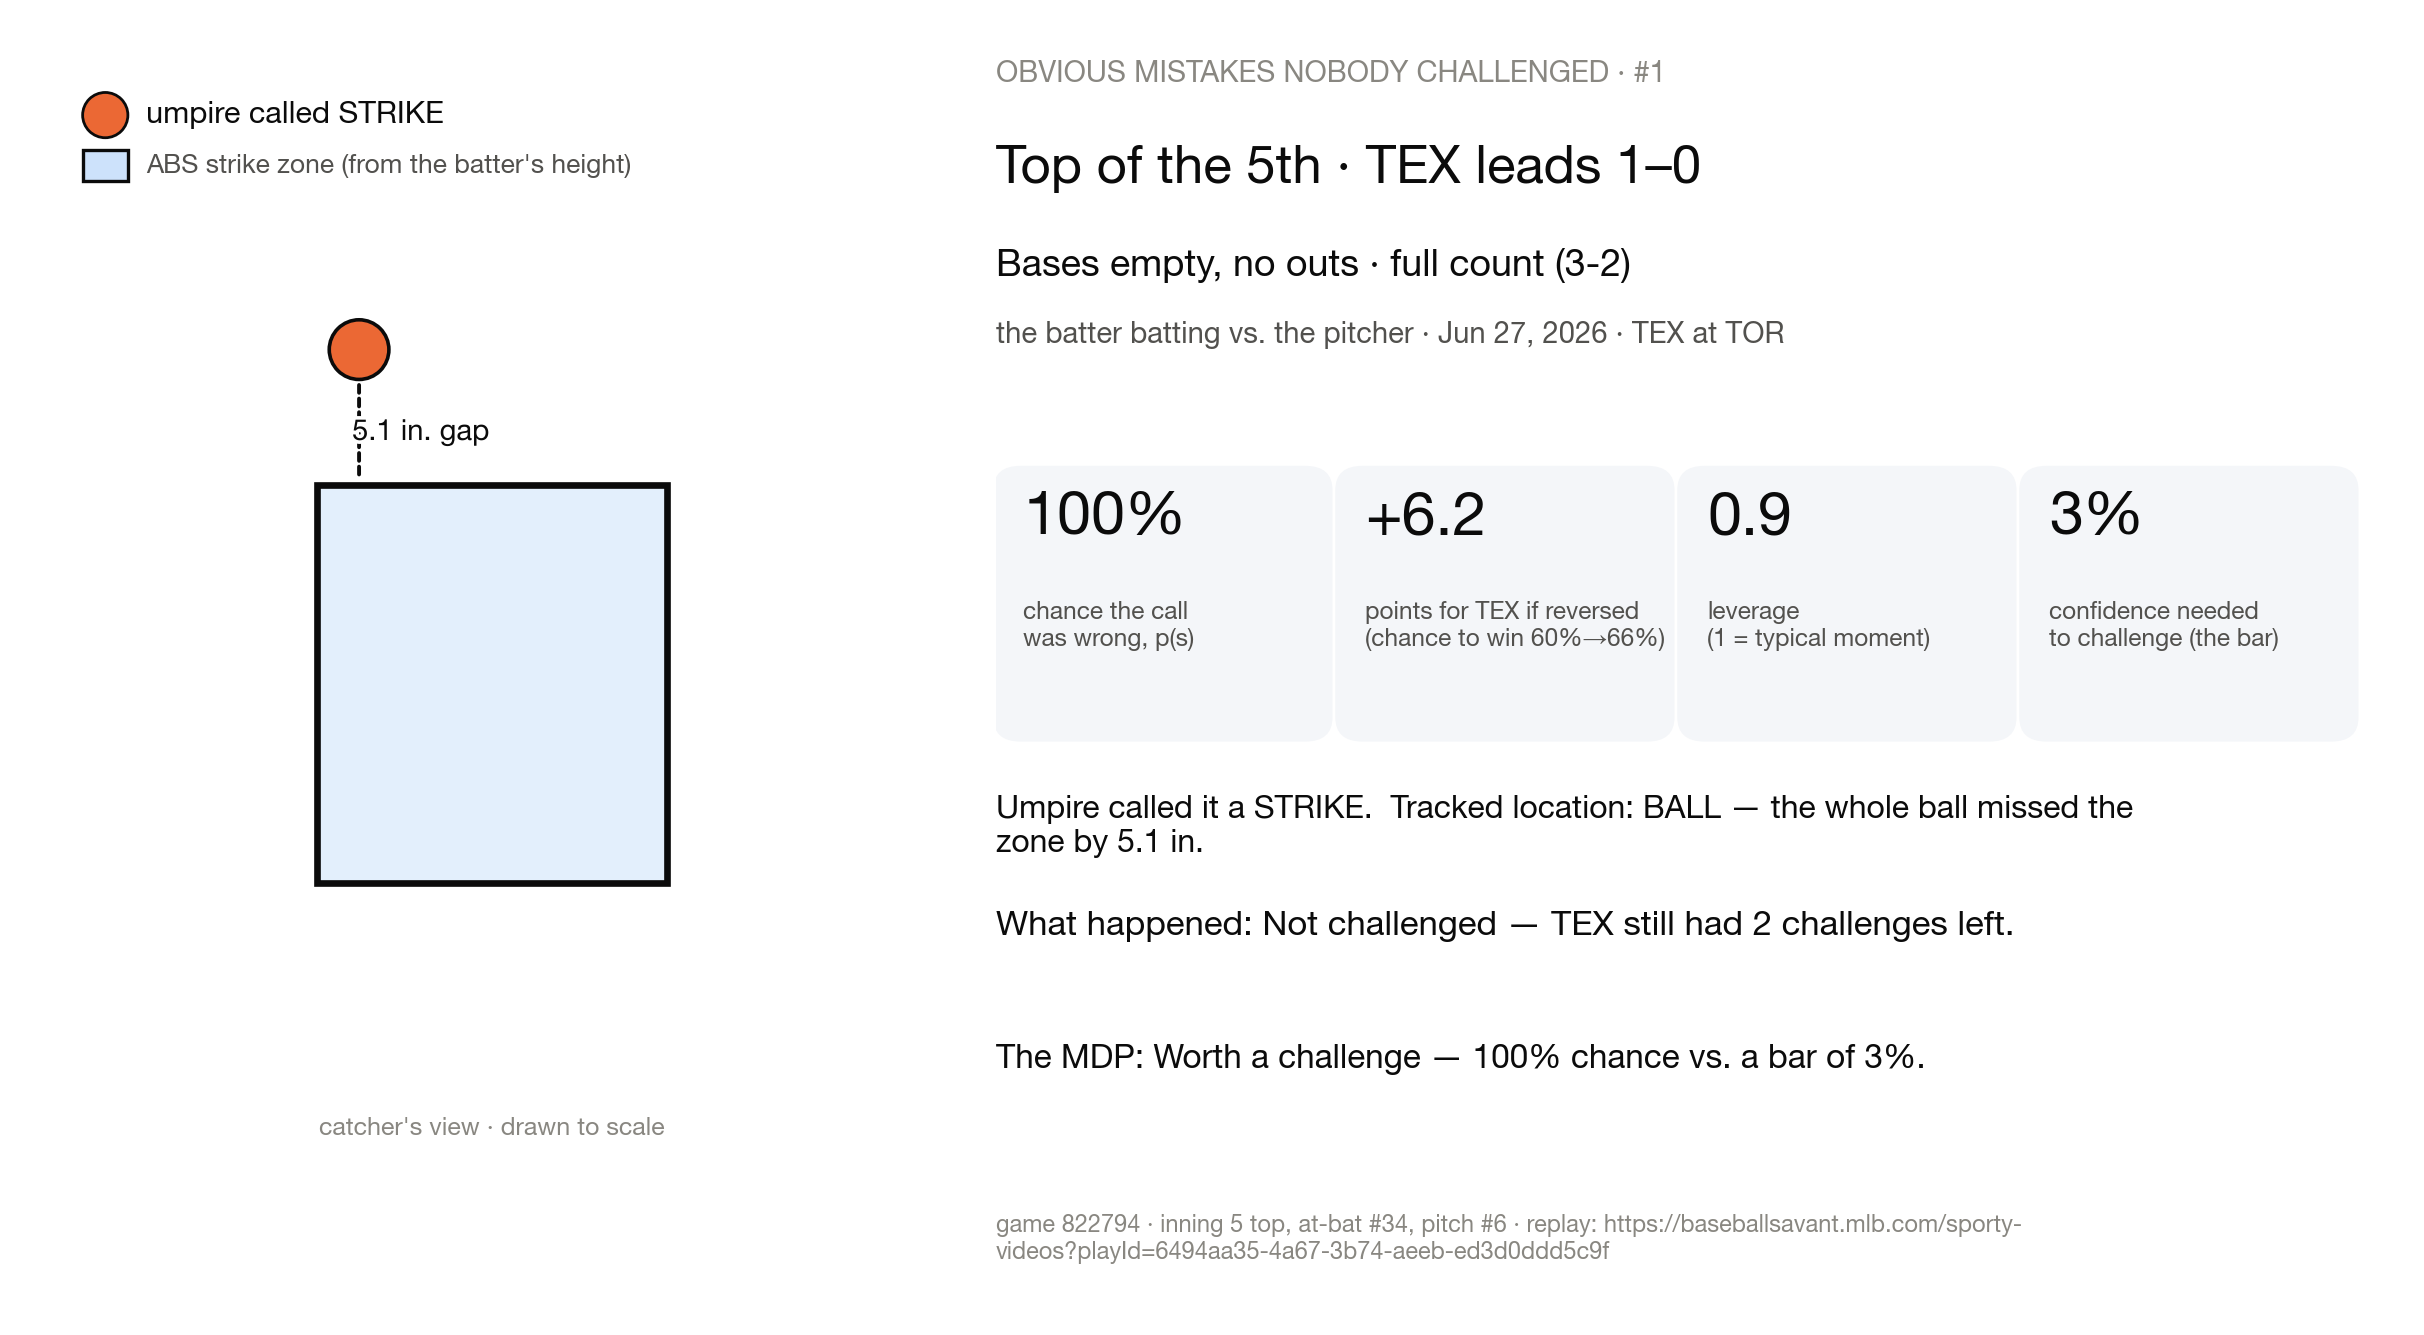 OBVIOUS MISTAKES NOBODY CHALLENGED · #1
umpire called STRIKE
ABS strike zone (from the batter's height)
Top of the 5th · TEX leads 1–0
Bases empty, no outs · full count (3-2)
the batter batting vs. the pitcher · Jun 27, 2026 · TEX at TOR
5.1 in. gap
100%
chance the call
was wrong, p(s)
+6.2
points for TEX if reversed
(chance to win 60%→66%)
0.9
leverage
(1 = typical moment)
3%
confidence needed
to challenge (the bar)
Umpire called it a STRIKE.  Tracked location: BALL — the whole ball missed the
zone by 5.1 in.
What happened: Not challenged — TEX still had 2 challenges left.
The MDP: Worth a challenge — 100% chance vs. a bar of 3%.
catcher's view · drawn to scale
game 822794 · inning 5 top, at-bat #34, pitch #6 · replay: https://baseballsavant.mlb.com/sporty-
videos?playId=6494aa35-4a67-3b74-aeeb-ed3d0ddd5c9f